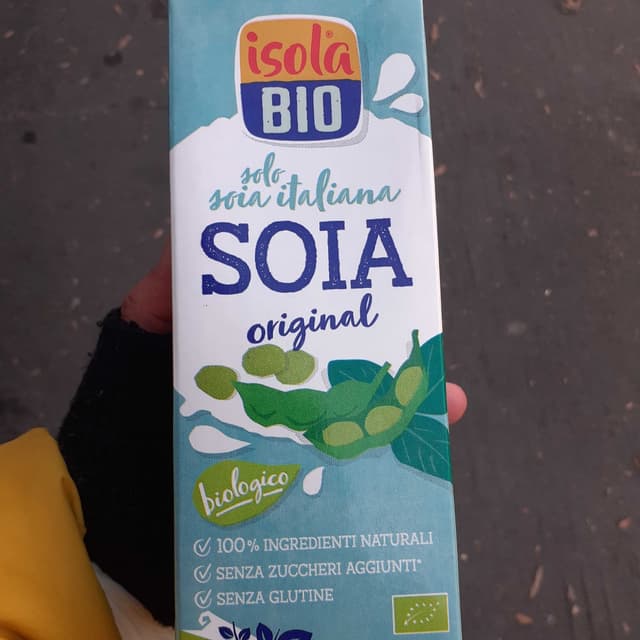 isola®
BIO
solo
soia italiana
SOIA
original
biologico
100% INGREDIENTI NATURALI
SENZA ZUCCHERI AGGIUNTI*
SENZA GLUTINE